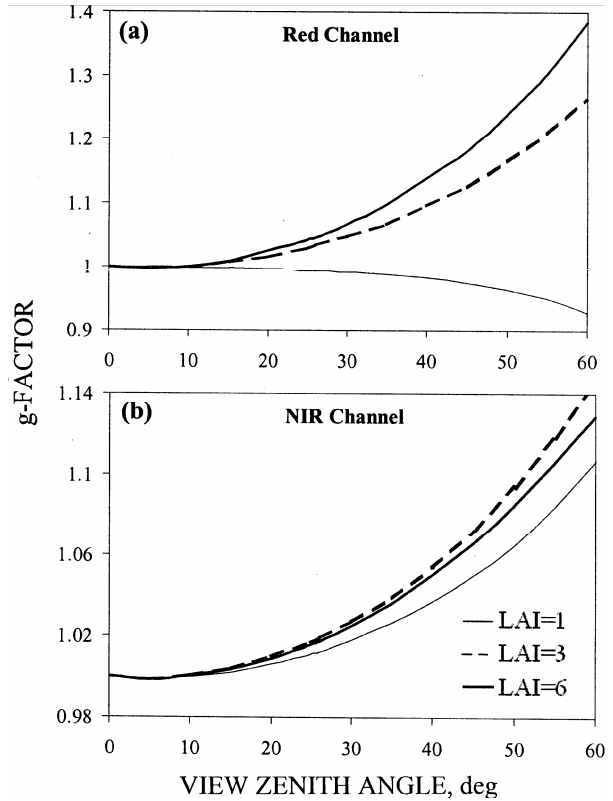 1.4
(a)
Red Channel
1.3
1.2
1.1
1
0.9
0 10 20 30 40 50 60
g-FACTOR
1.14
(b)
NIR Channel
1.1
1.06
1.02
0.98
LAI=1
LAI=3
LAI=6
0 10 20 30 40 50 60
VIEW ZENITH ANGLE, deg